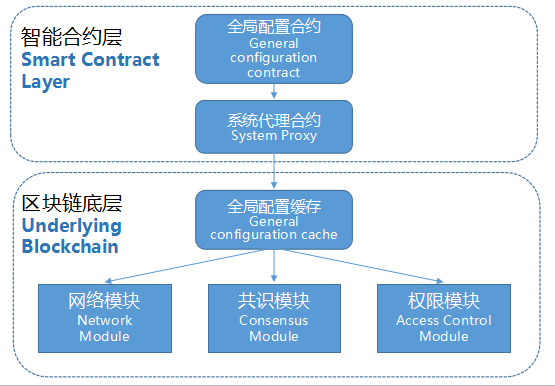 智能合约层
Smart Contract
Layer
全局配置合约
General
configuration
contract
系统代理合约
System Proxy
区块链底层
Underlying
Blockchain
全局配置缓存
General
configuration cache
网络模块
Network
Module
共识模块
Consensus
Module
权限模块
Access Control
Module